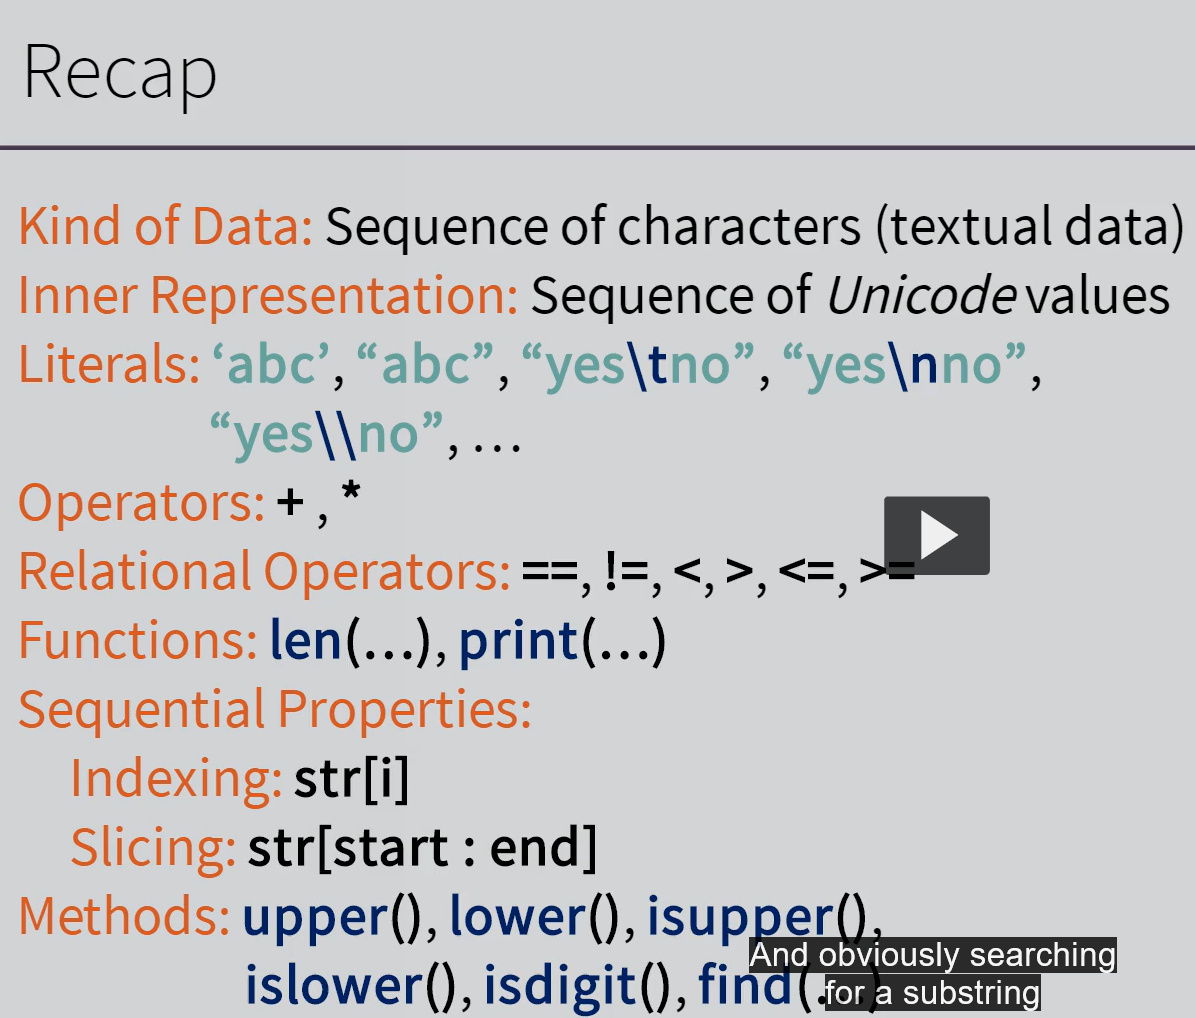 Recap
Kind of Data: Sequence of characters (textual data)
Inner Representation: Sequence of Unicode values
Literals: ‘abc’, “abc”, “yes\tno”, “yes\nno”,
“yes\\no”, …
Operators: + , *
Relational Operators: ==, !=, <, >, <=, >=
Functions: len(…), print(…)
Sequential Properties:
Indexing: str[i]
Slicing: str[start : end]
Methods: upper(), lower(), isupper(),
islower(), isdigit(), find(…)
And obviously searching
for a substring